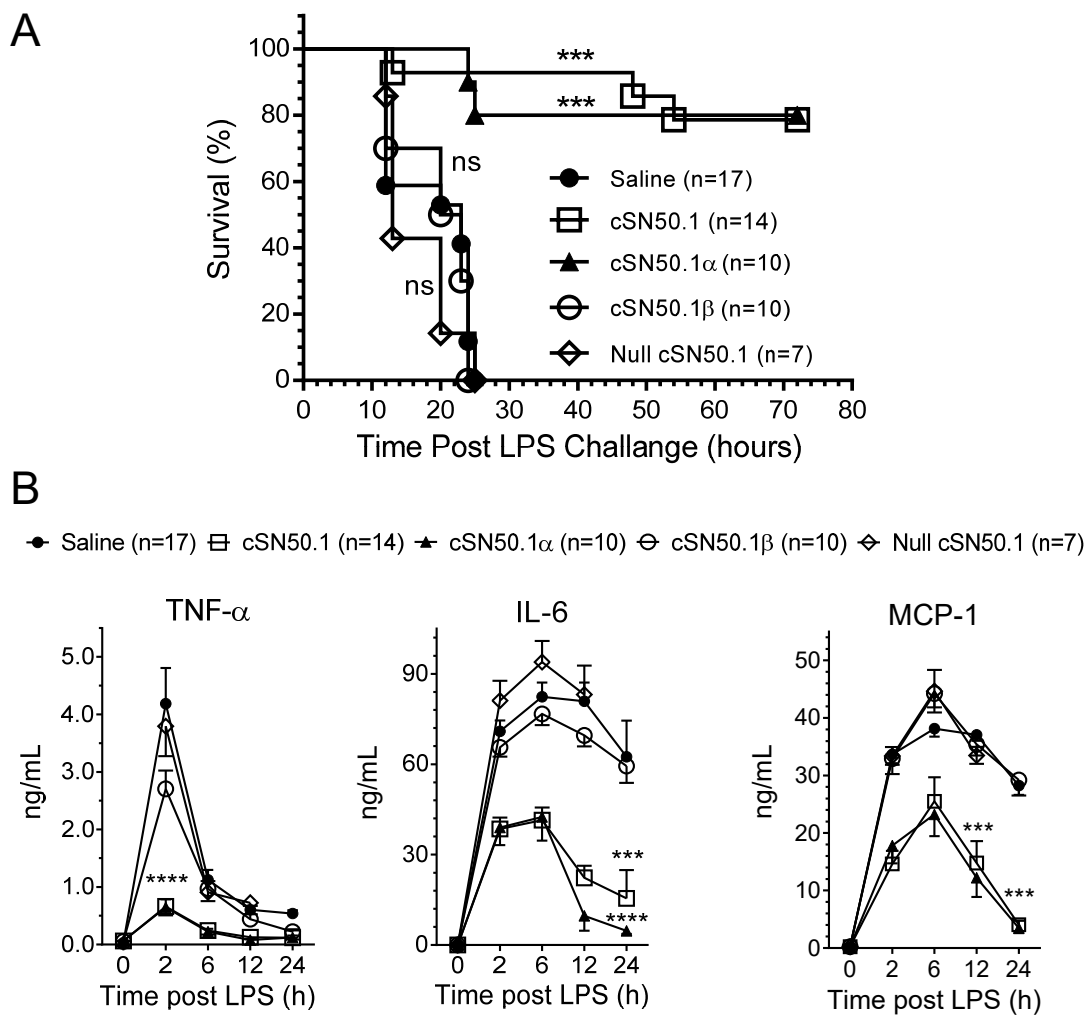 A
Survival (%)
100
80
60
40
20
0
***
***
ns
ns
Saline (n=17)
cSN50.1 (n=14)
cSN50.1α (n=10)
cSN50.1β (n=10)
Null cSN50.1 (n=7)
0 10 20 30 40 50 60 70 80
Time Post LPS Challange (hours)
B
Saline (n=17) cSN50.1 (n=14) cSN50.1α (n=10) cSN50.1β (n=10) Null cSN50.1 (n=7)
TNF-α
ng/mL
5.0
4.0
3.0
2.0
1.0
0.0
****
0 2 6 12 24
Time post LPS (h)
IL-6
ng/mL
90
60
30
0
***
****
0 2 6 12 24
Time post LPS (h)
MCP-1
ng/mL
50
40
30
20
10
0
***
***
0 2 6 12 24
Time post LPS (h)